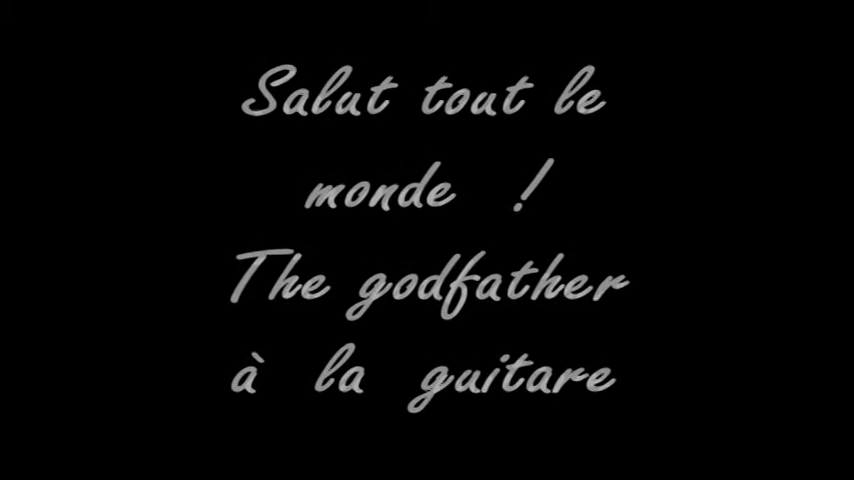 Salut tout le
monde !
The godfather
à la guitare